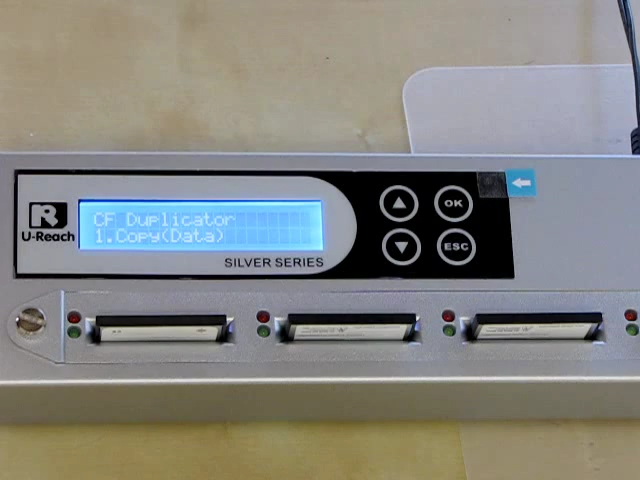 CF Duplicator
1.Copy(Data)
U-Reach
SILVER SERIES
OK
ESC